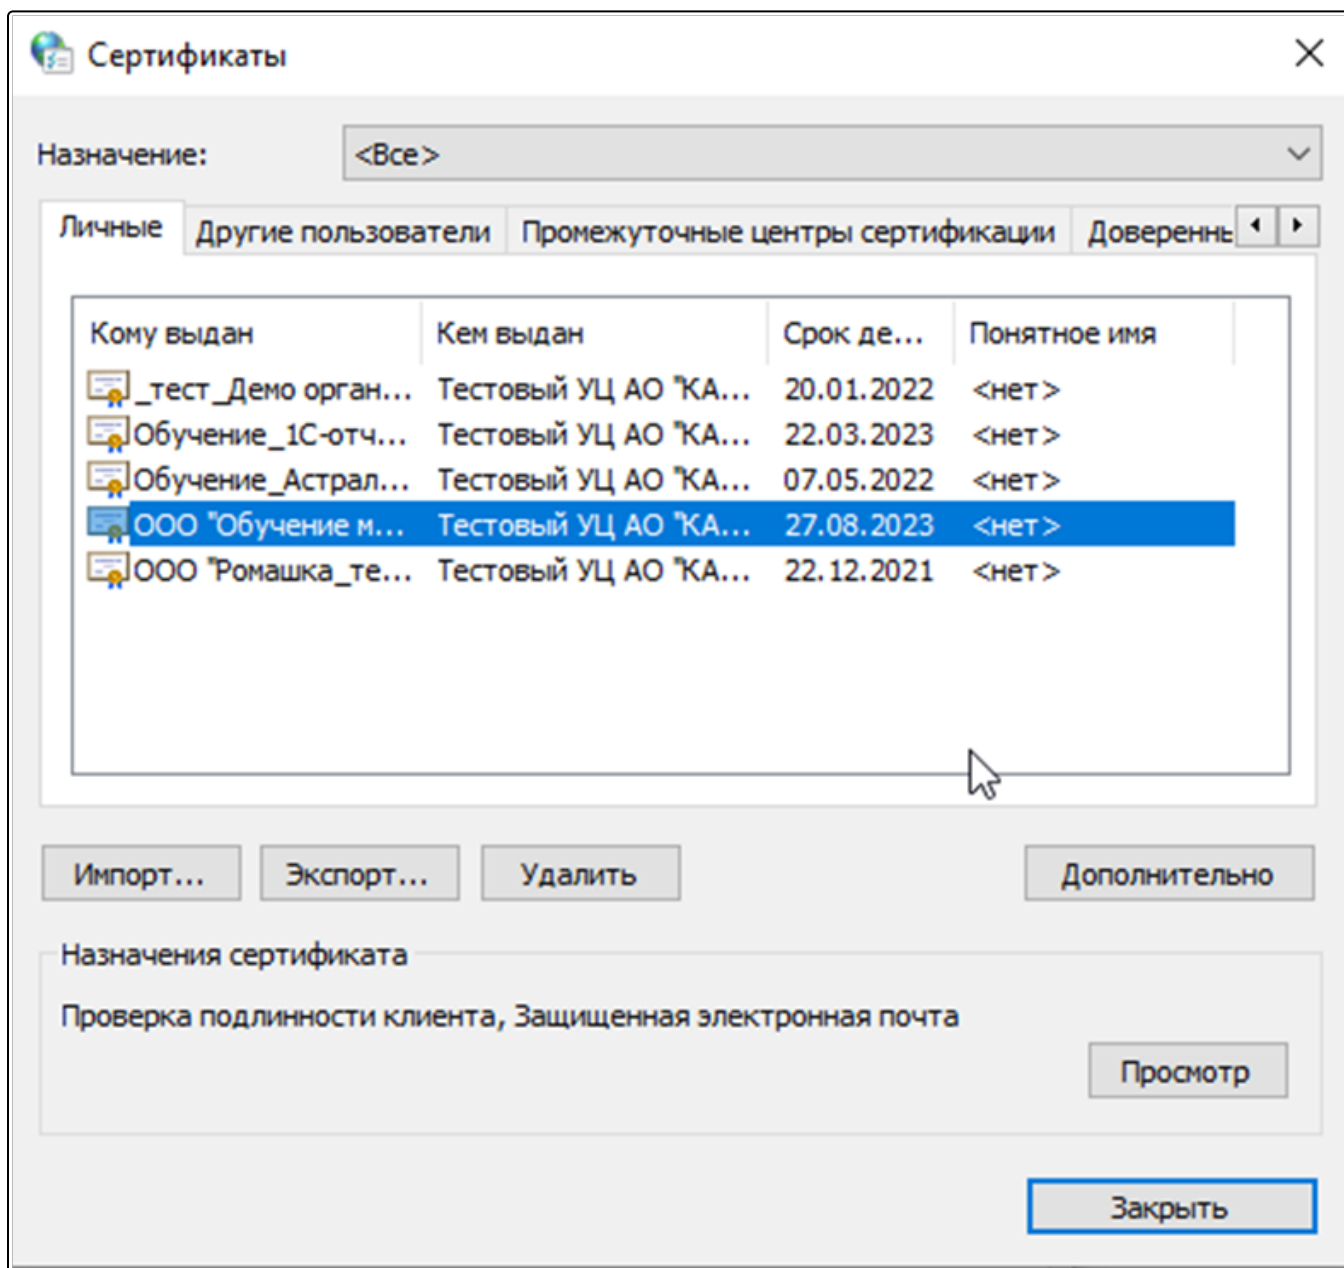 Сертификаты
Назначение: <Все>
Личные Другие пользователи Промежуточные центры сертификации Доверенны
Кому выдан Кем выдан Срок де... Понятное имя
_тест_Демо орган... Тестовый УЦ АО "КА... 20.01.2022 <нет>
Обучение_1С-отч... Тестовый УЦ АО "КА... 22.03.2023 <нет>
Обучение_Астрал... Тестовый УЦ АО "КА... 07.05.2022 <нет>
ООО "Обучение м... Тестовый УЦ АО "КА... 27.08.2023 <нет>
ООО "Ромашка_те... Тестовый УЦ АО "КА... 22.12.2021 <нет>
Импорт... Экспорт... Удалить Дополнительно
Назначения сертификата
Проверка подлинности клиента, Защищенная электронная почта
Просмотр
Закрыть